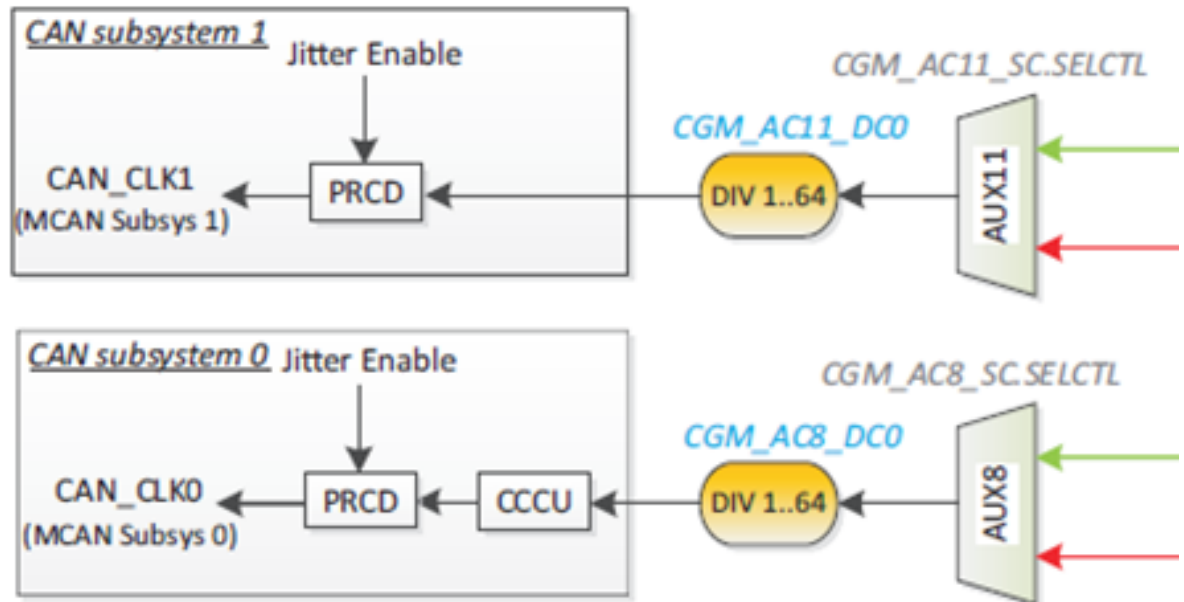 CAN subsystem 1
Jitter Enable
CGM_AC11_SC.SELCTL
CGM_AC11_DC0
CAN_CLK1
(MCAN Subsys 1)
PRCD
DIV 1..64
AUX11
CAN subsystem 0
Jitter Enable
CGM_AC8_SC.SELCTL
CGM_AC8_DC0
CAN_CLK0
(MCAN Subsys 0)
PRCD
CCCU
DIV 1..64
AUX8